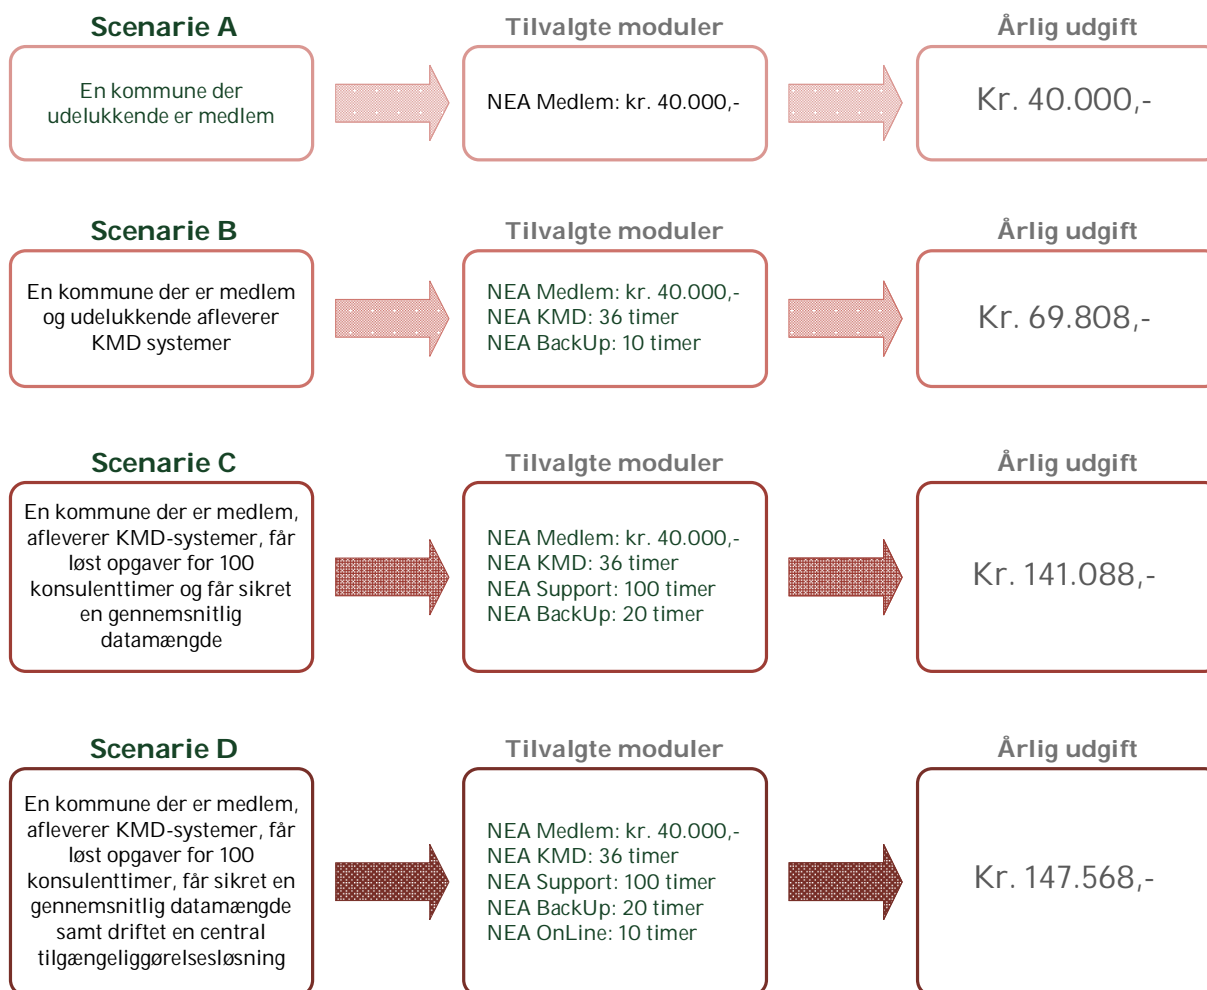 Scenarie A
Tilvalgte moduler
Årlig udgift
En kommune der
udelukkende er medlem
NEA Medlem: kr. 40.000,-
Kr. 40.000,-
Scenarie B
Tilvalgte moduler
Årlig udgift
En kommune der er medlem
og udelukkende afleverer
KMD systemer
NEA Medlem: kr. 40.000,-
NEA KMD: 36 timer
NEA BackUp: 10 timer
Kr. 69.808,-
Scenarie C
Tilvalgte moduler
Årlig udgift
En kommune der er medlem,
afleverer KMD-systemer, får
løst opgaver for 100
konsulenttimer og får sikret
en gennemsnitlig
datamængde
NEA Medlem: kr. 40.000,-
NEA KMD: 36 timer
NEA Support: 100 timer
NEA BackUp: 20 timer
Kr. 141.088,-
Scenarie D
Tilvalgte moduler
Årlig udgift
En kommune der er medlem,
afleverer KMD-systemer, får
løst opgaver for 100
konsulenttimer, får sikret en
gennemsnitlig datamængde
samt driftet en central
tilgængeliggørelsesløsning
NEA Medlem: kr. 40.000,-
NEA KMD: 36 timer
NEA Support: 100 timer
NEA BackUp: 20 timer
NEA OnLine: 10 timer
Kr. 147.568,-